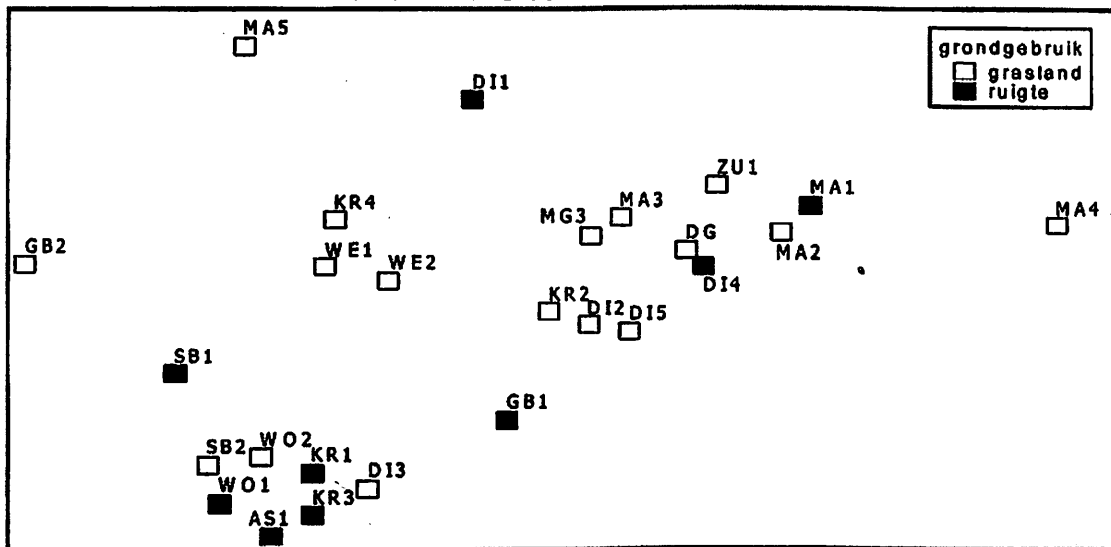 MA5
grondgebruik
grasland
ruigte
DI1
ZU1
MA1
KR4
MA3
MA4
MG3
DG
MA2
GB2
WE1
WE2
DI4
KR2
DI2
DI5
SB1
GB1
SB2
WO2
KR1
DI3
WO1
KR3
AS1